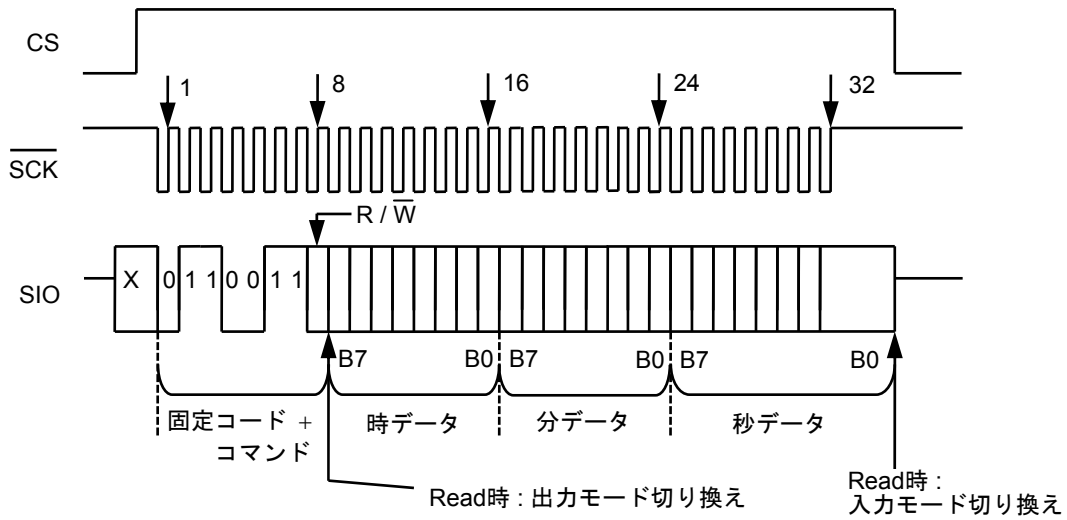 CS
1
8
16
24
32
SCK
R / W
SIO
X
0
1 1
0 0
1 1
B7
B0
B7
B0
B7
B0
固定コード +
コマンド
時データ
分データ
秒データ
Read時 : 出力モード切り換え
Read時 :
入力モード切り換え